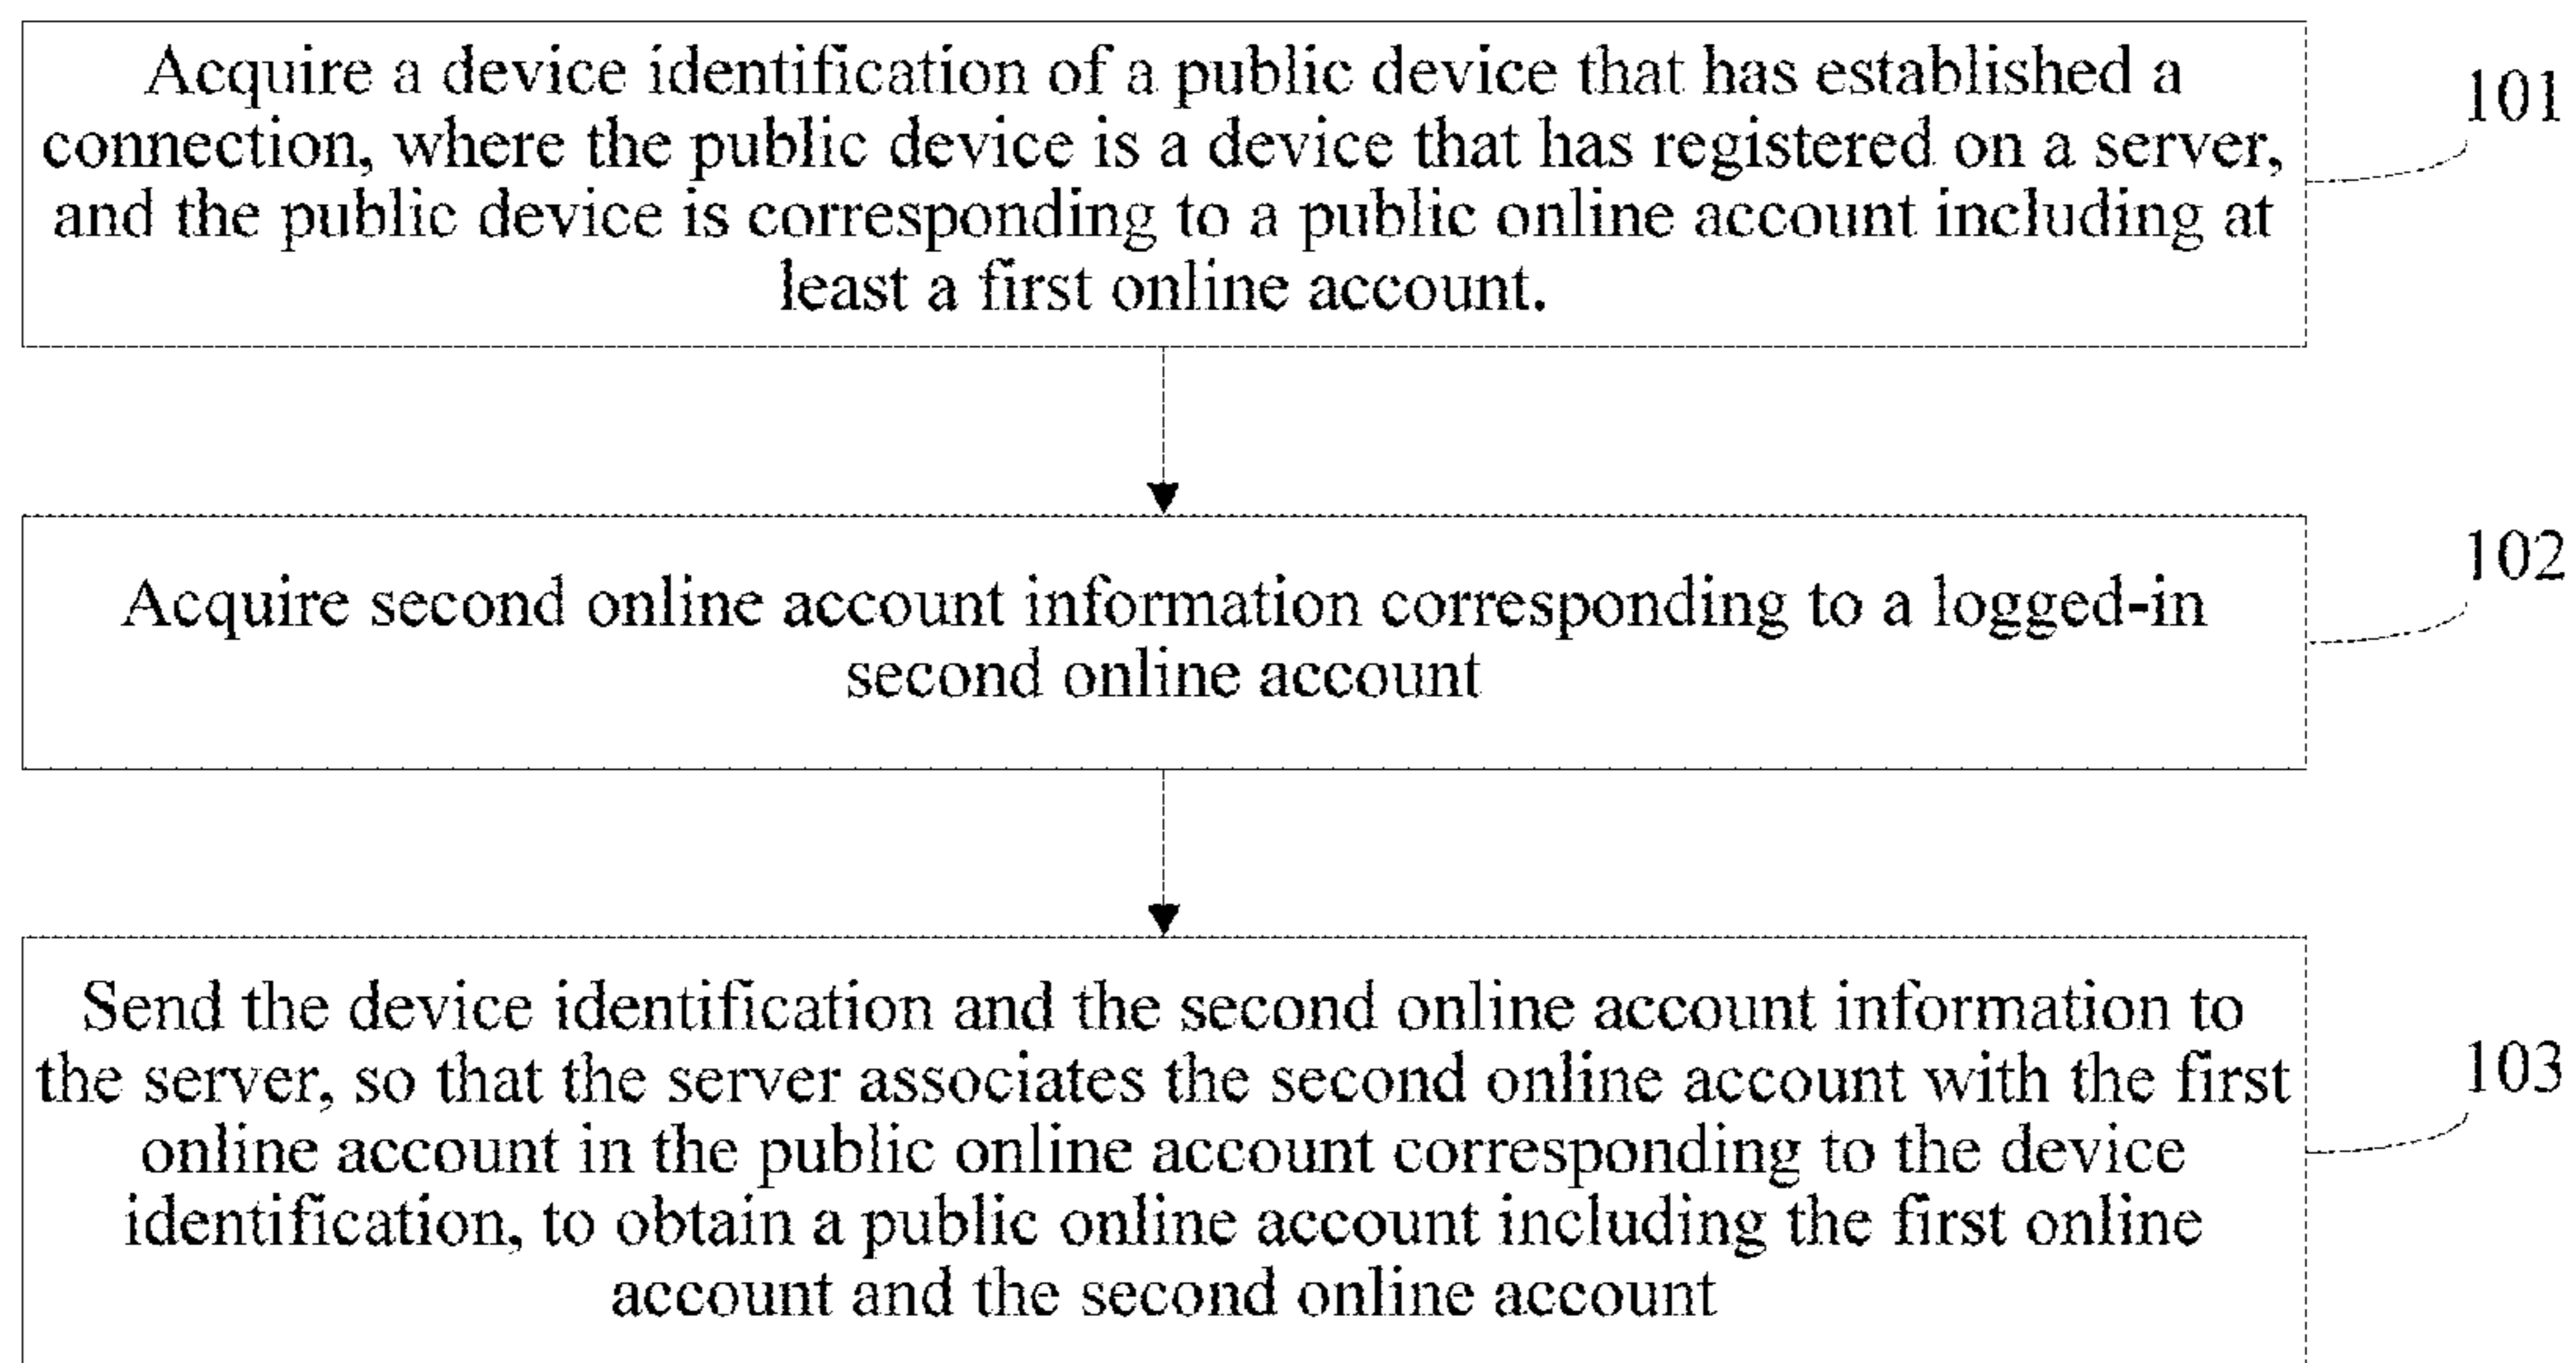 Acquire a device identification of a public device that has established a
connection, where the public device is a device that has registered on a server,
and the public device is corresponding to a public online account including at
least a first online account.
101
Acquire second online account information corresponding to a logged-in
second online account
102
Send the device identification and the second online account information to
the server, so that the server associates the second online account with the first
online account in the public online account corresponding to the device
identification, to obtain a public online account including the first online
account and the second online account
103